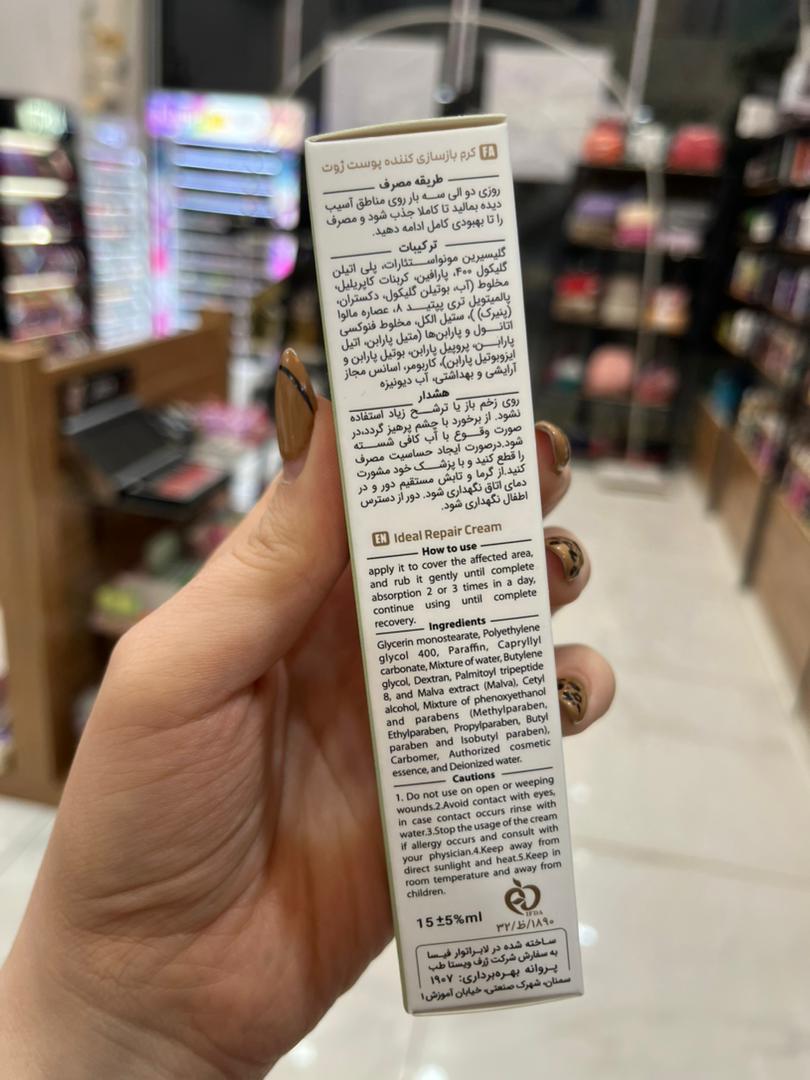 FA کرم بازسازی کننده پوست ژوت
طریقه مصرف
روزی دو الی سه بار روی مناطق آسیب
دیده بمالید تا کاملا جذب شود و مصرف
را تا بهبودی کامل ادامه دهید.
ترکیبات
گلیسیرین مونواستئارات، پلی اتیلن
گلیکول ۴۰۰، پارافین، کربنات کاپریلیل،
مخلوط (آب، بوتیلن گلیکول، دکستران،
پالمیتویل تری پپتید ۸، عصاره مالوا
(پنیرک) )، ستیل الکل، مخلوط فنوکسی
اتانول و پارابن‌ها (متیل پارابن، اتیل
پارابن، پروپیل پارابن، بوتیل پارابن و
ایزوبوتیل پارابن)، کاربومر، اسانس مجاز
آرایشی و بهداشتی، آب دیونیزه
هشدار
روی زخم باز یا ترشح زیاد استفاده
نشود. از برخورد با چشم پرهیز گردد،در
صورت وقوع با آب کافی شسته
شود.درصورت ایجاد حساسیت مصرف
را قطع کنید و با پزشک خود مشورت
کنید.از گرما و تابش مستقیم دور و در
دمای اتاق نگهداری شود. دور از دسترس
اطفال نگهداری شود.
EN Ideal Repair Cream
How to use
apply it to cover the affected area,
and rub it gently until complete
absorption 2 or 3 times in a day,
continue using until complete
recovery.
Ingredients
Glycerin monostearate, Polyethylene
glycol 400, Paraffin, Capryllyl
carbonate, Mixture of water, Butylene
glycol, Dextran, Palmitoyl tripeptide
8, and Malva extract (Malva), Cetyl
alcohol, Mixture of phenoxyethanol
and parabens (Methylparaben,
Ethylparaben, Propylparaben, Butyl
paraben and Isobutyl paraben),
Carbomer, Authorized cosmetic
essence, and Deionized water.
Cautions
1. Do not use on open or weeping
wounds.2.Avoid contact with eyes,
in case contact occurs rinse with
water.3.Stop the usage of the cream
if allergy occurs and consult with
your physician.4.Keep away from
direct sunlight and heat.5.Keep in
room temperature and away from
children.
IFDA
15±5%ml
۳۲/ظ/۱۸۹۰
ساخته شده در لابراتوار فیسا
به سفارش شرکت ژرف ویستا طب
پروانه بهره‌برداری: ۱۹۰۷
سمنان، شهرک صنعتی، خیابان آموزش۱